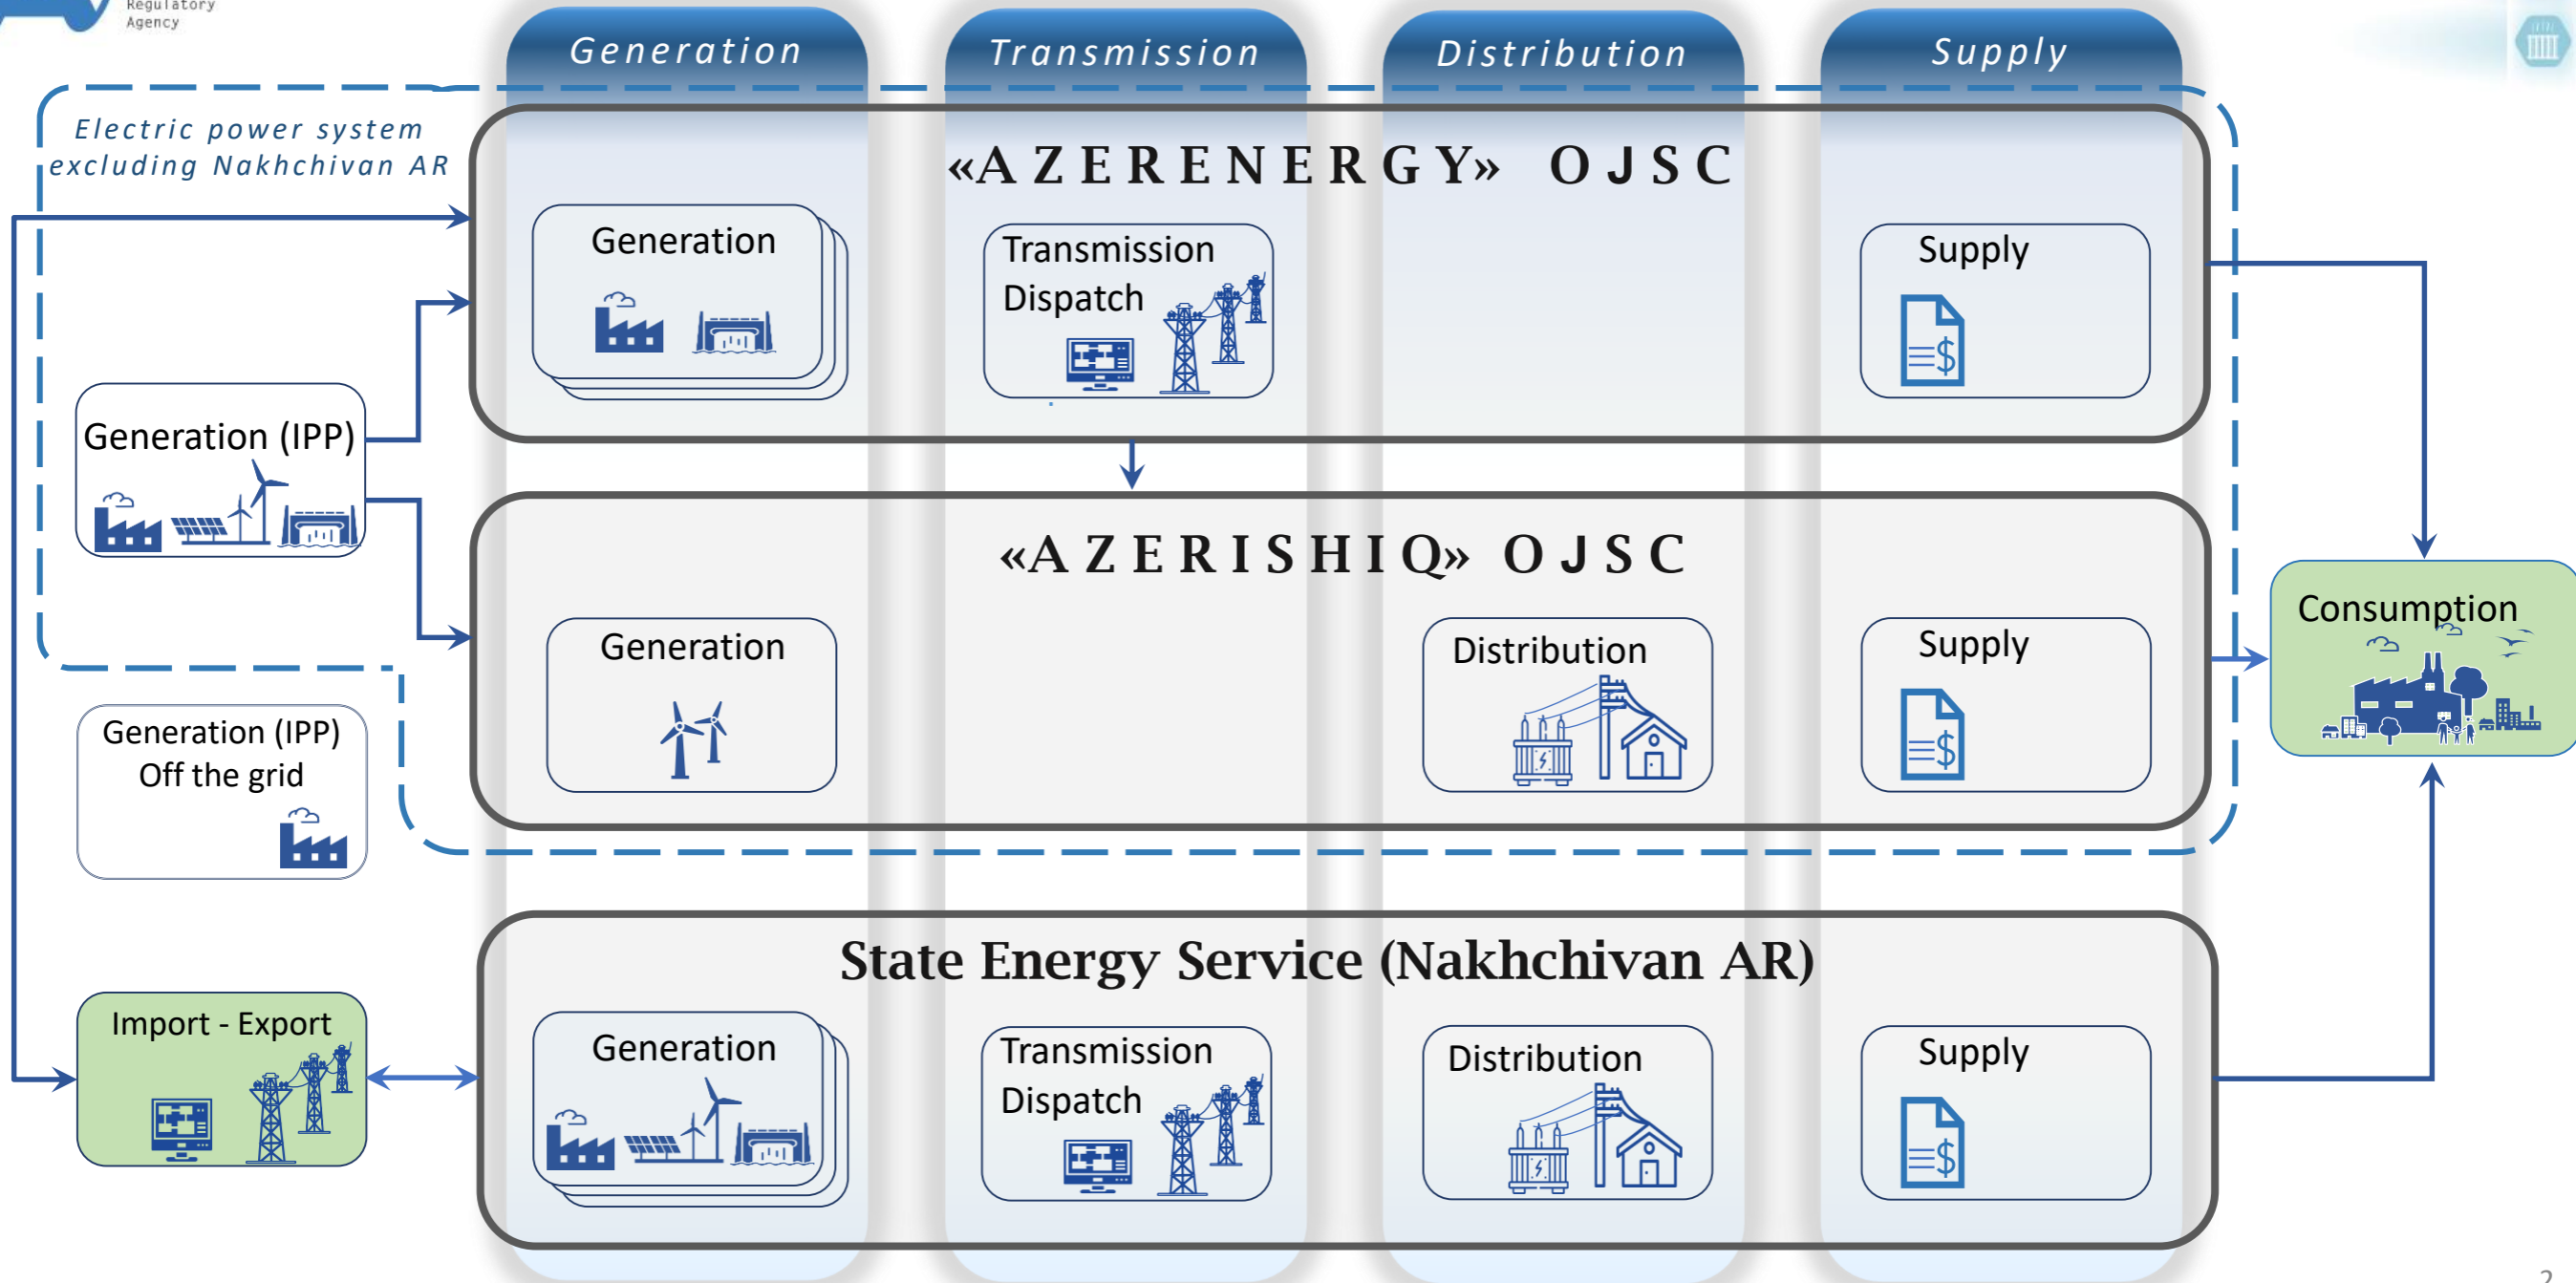 Regulatory
Agency
Generation
Transmission
Distribution
Supply
Electric power system
excluding Nakhchivan AR
«AZERENERGY» OJSC
Generation
Transmission
Dispatch
Supply
$
Generation (IPP)
«AZERISHIQ» OJSC
Generation
Distribution
Supply
$
Consumption
Generation (IPP)
Off the grid
State Energy Service (Nakhchivan AR)
Import - Export
Generation
Transmission
Dispatch
Distribution
Supply
$
2